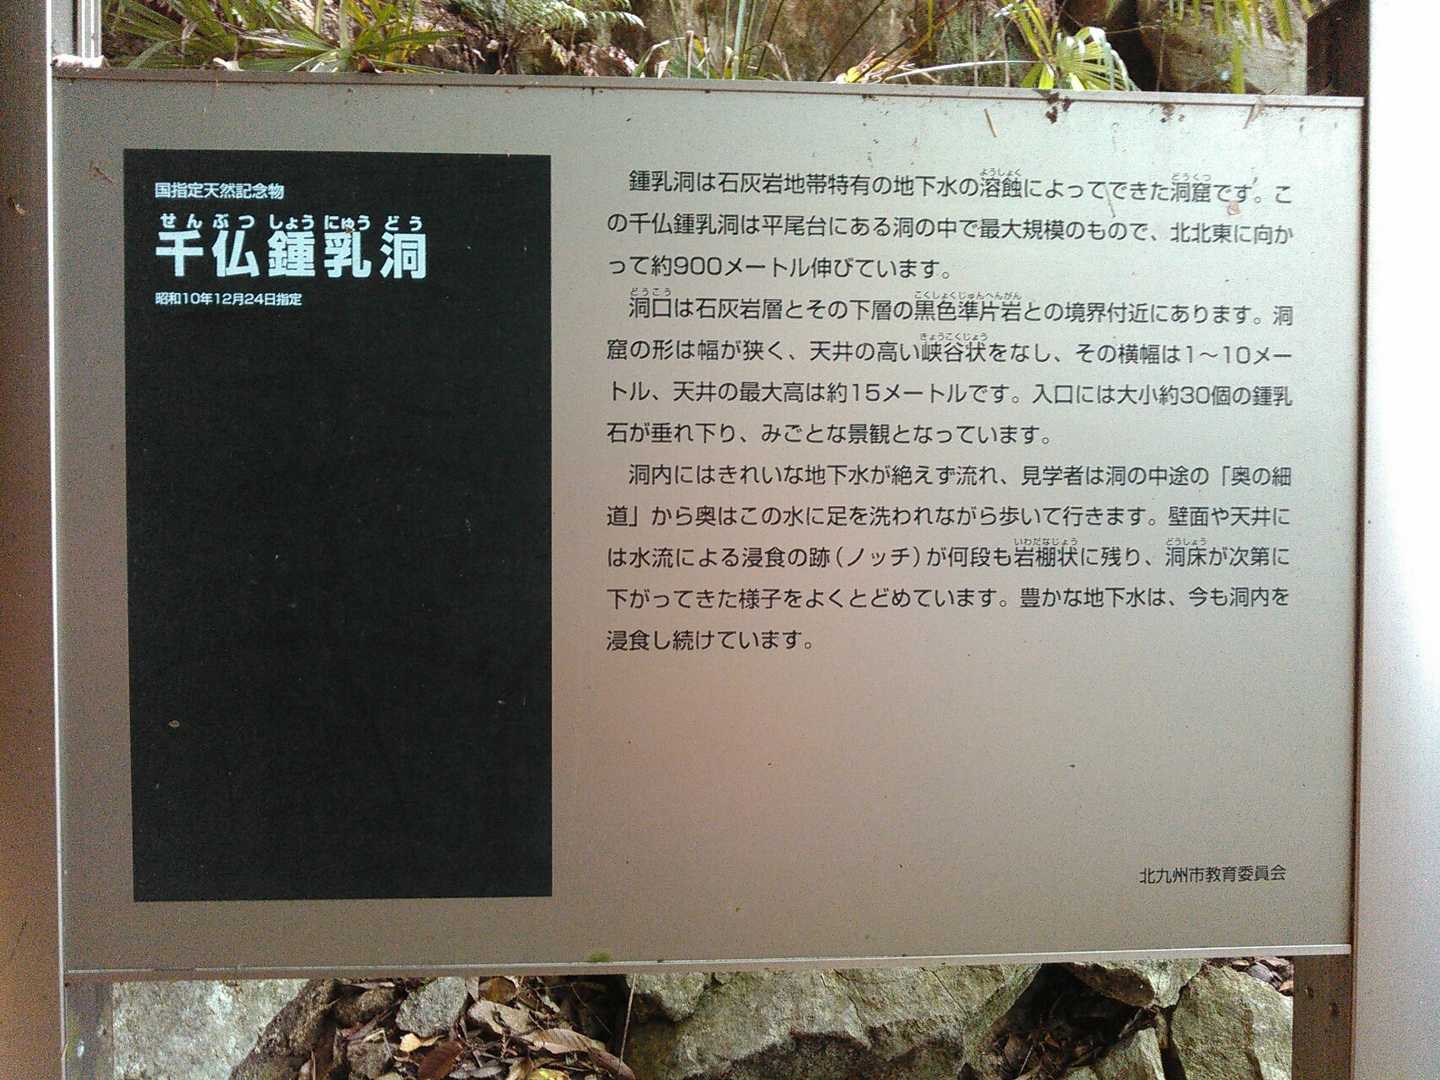 国指定天然記念物
せんぶつしょうにゅうどう
千仏鍾乳洞
昭和10年12月24日指定
ようしょく どうくつ
鍾乳洞は石灰岩地帯特有の地下水の溶蝕によってできた洞窟です。こ
の千仏鍾乳洞は平尾台にある洞の中で最大規模のもので、北北東に向か
って約900メートル伸びています。
どうこう こくしょくじゅんへんがん
洞口は石灰岩層とその下層の黒色準片岩との境界付近にあります。洞
きょうこくじょう
窟の形は幅が狭く、天井の高い峡谷状をなし、その横幅は1〜10メー
トル、天井の最大高は約15メートルです。入口には大小約30個の鍾乳
石が垂れ下り、みごとな景観となっています。
洞内にはきれいな地下水が絶えず流れ、見学者は洞の中途の「奥の細
道」から奥はこの水に足を洗われながら歩いて行きます。壁面や天井に
いわだなじょう どうしょう
は水流による浸食の跡（ノッチ）が何段も岩棚状に残り、洞床が次第に
下がってきた様子をよくとどめています。豊かな地下水は、今も洞内を
浸食し続けています。
北九州市教育委員会